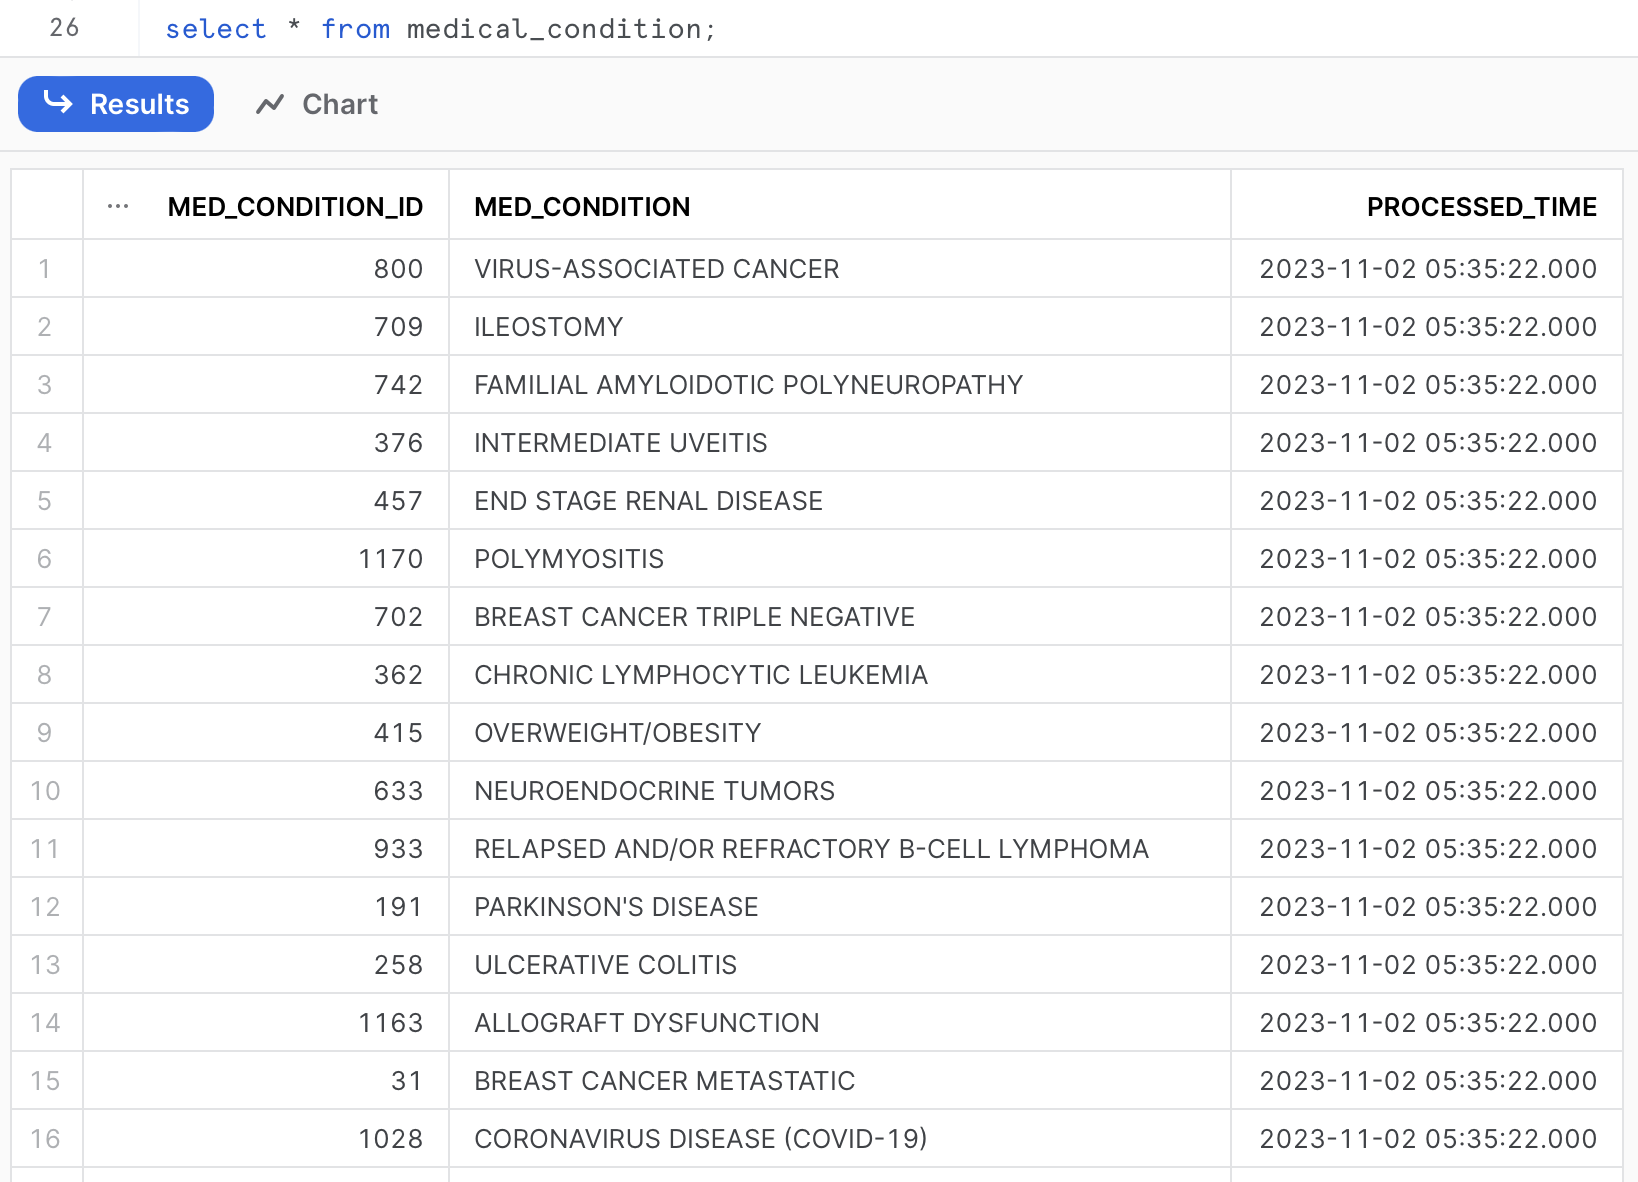 26 select * from medical_condition;
Results Chart
... MED_CONDITION_ID MED_CONDITION PROCESSED_TIME
1 800 VIRUS-ASSOCIATED CANCER 2023-11-02 05:35:22.000
2 709 ILEOSTOMY 2023-11-02 05:35:22.000
3 742 FAMILIAL AMYLOIDOTIC POLYNEUROPATHY 2023-11-02 05:35:22.000
4 376 INTERMEDIATE UVEITIS 2023-11-02 05:35:22.000
5 457 END STAGE RENAL DISEASE 2023-11-02 05:35:22.000
6 1170 POLYMYOSITIS 2023-11-02 05:35:22.000
7 702 BREAST CANCER TRIPLE NEGATIVE 2023-11-02 05:35:22.000
8 362 CHRONIC LYMPHOCYTIC LEUKEMIA 2023-11-02 05:35:22.000
9 415 OVERWEIGHT/OBESITY 2023-11-02 05:35:22.000
10 633 NEUROENDOCRINE TUMORS 2023-11-02 05:35:22.000
11 933 RELAPSED AND/OR REFRACTORY B-CELL LYMPHOMA 2023-11-02 05:35:22.000
12 191 PARKINSON'S DISEASE 2023-11-02 05:35:22.000
13 258 ULCERATIVE COLITIS 2023-11-02 05:35:22.000
14 1163 ALLOGRAFT DYSFUNCTION 2023-11-02 05:35:22.000
15 31 BREAST CANCER METASTATIC 2023-11-02 05:35:22.000
16 1028 CORONAVIRUS DISEASE (COVID-19) 2023-11-02 05:35:22.000